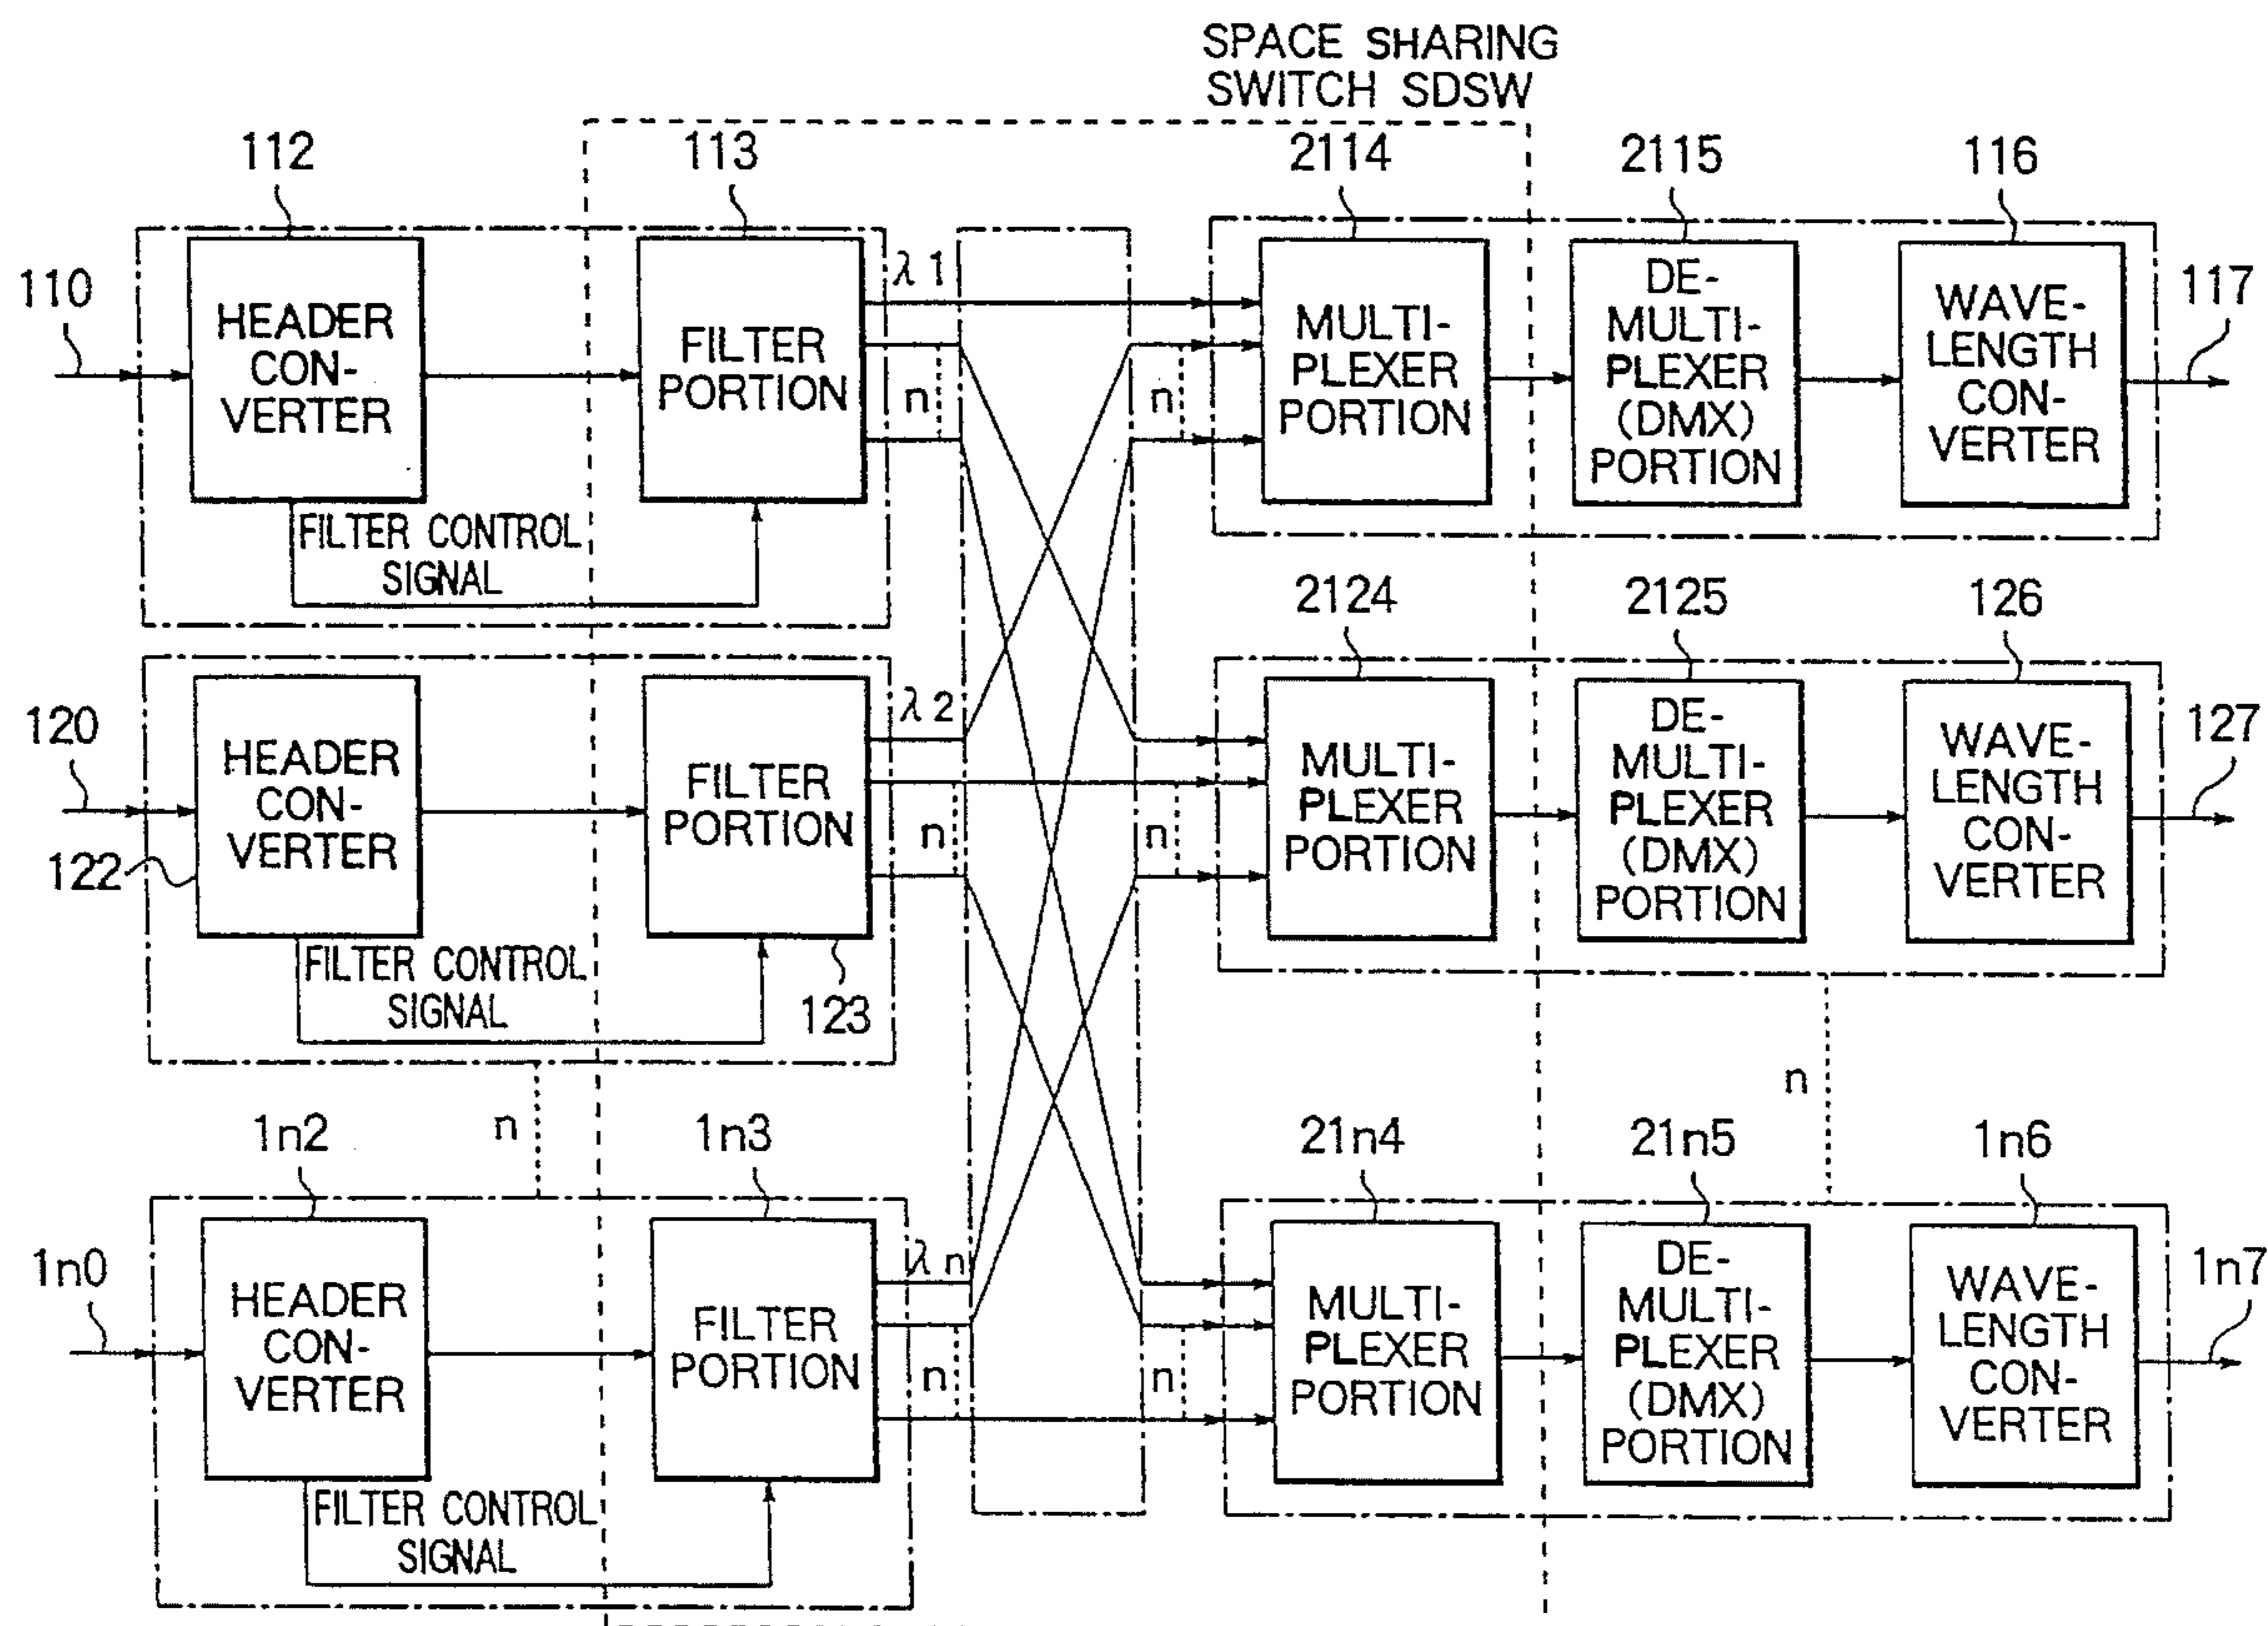 SPACE SHARING
SWITCH SDSW
112
113
2114
2115
116
110
HEADER
CON-
VERTER
FILTER
PORTION
λ1
n
n
MULTI-
PLEXER
PORTION
DE-
MULTI-
PLEXER
(DMX)
PORTION
WAVE-
LENGTH
CON-
VERTER
117
FILTER CONTROL
SIGNAL
2124
2125
126
120
122
HEADER
CON-
VERTER
FILTER
PORTION
λ2
n
n
MULTI-
PLEXER
PORTION
DE-
MULTI-
PLEXER
(DMX)
PORTION
WAVE-
LENGTH
CON-
VERTER
127
FILTER CONTROL
SIGNAL
123
n
n
1n2
1n3
21n4
21n5
1n6
1n0
HEADER
CON-
VERTER
FILTER
PORTION
λn
n
n
MULTI-
PLEXER
PORTION
DE-
MULTI-
PLEXER
(DMX)
PORTION
WAVE-
LENGTH
CON-
VERTER
1n7
FILTER CONTROL
SIGNAL